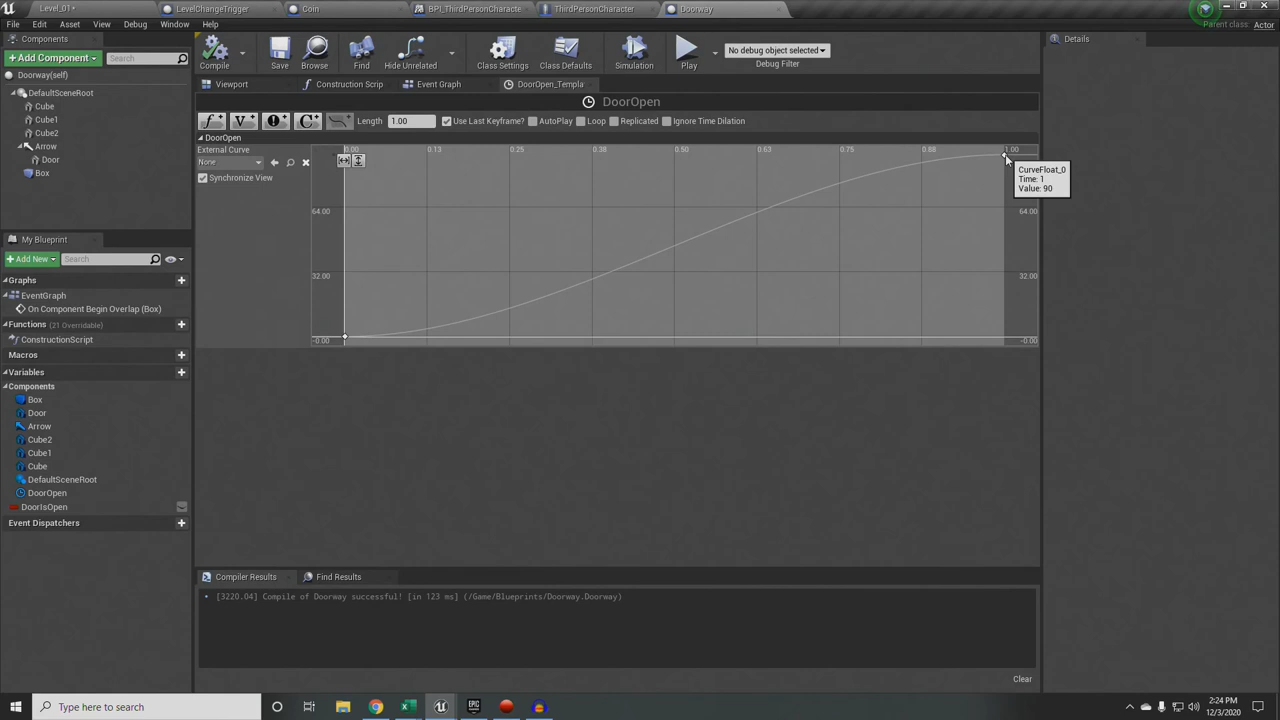 Level_01*
LevelChangeTrigger
Coin
BPI_ThirdPersonCharacte
ThirdPersonCharacter
Doorway
File Edit Asset View Debug Window Help
Parent class: Actor
Components
+Add Component
Search
Doorway(self)
DefaultSceneRoot
Cube
Cube1
Cube2
Arrow
Door
Box
Compile
Save
Browse
Find
Hide Unrelated
Class Settings
Class Defaults
Simulation
Play
No debug object selected
Debug Filter
Details
Viewport
Construction Scrip
Event Graph
DoorOpen_Templa
DoorOpen
f+ V+ !+ C+ Length 1.00 Use Last Keyframe? AutoPlay Loop Replicated Ignore Time Dilation
DoorOpen
External Curve
None
Synchronize View
0.00 0.13 0.25 0.38 0.50 0.63 0.75 0.88 1.00
64.00 64.00
32.00 32.00
-0.00 -0.00
CurveFloat_0
Time: 1
Value: 90
My Blueprint
+Add New
Search
Graphs
EventGraph
On Component Begin Overlap (Box)
Functions (21 Overridable)
ConstructionScript
Macros
Variables
Components
Box
Door
Arrow
Cube2
Cube1
Cube
DefaultSceneRoot
DoorOpen
DoorIsOpen
Event Dispatchers
Compiler Results
Find Results
[3220.04] Compile of Doorway successful! [in 123 ms] (/Game/Blueprints/Doorway.Doorway)
Clear
Type here to search
2:24 PM
12/3/2020